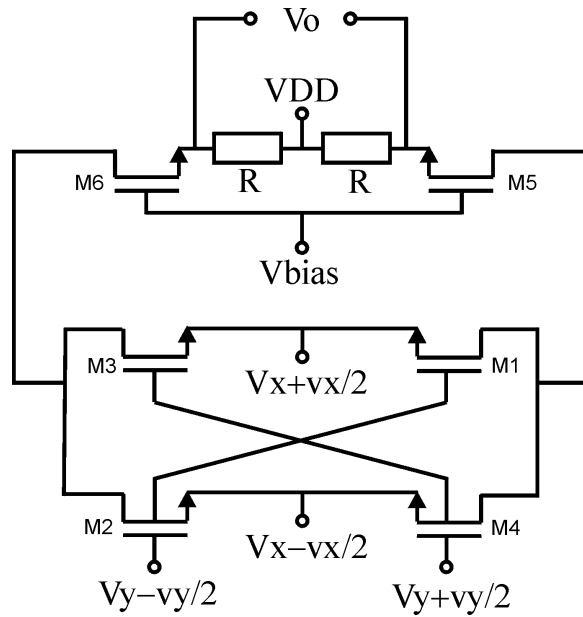 Vo
VDD
M6 R R M5
Vbias
M3 Vx+vx/2 M1
M2 Vx−vx/2 M4
Vy−vy/2 Vy+vy/2